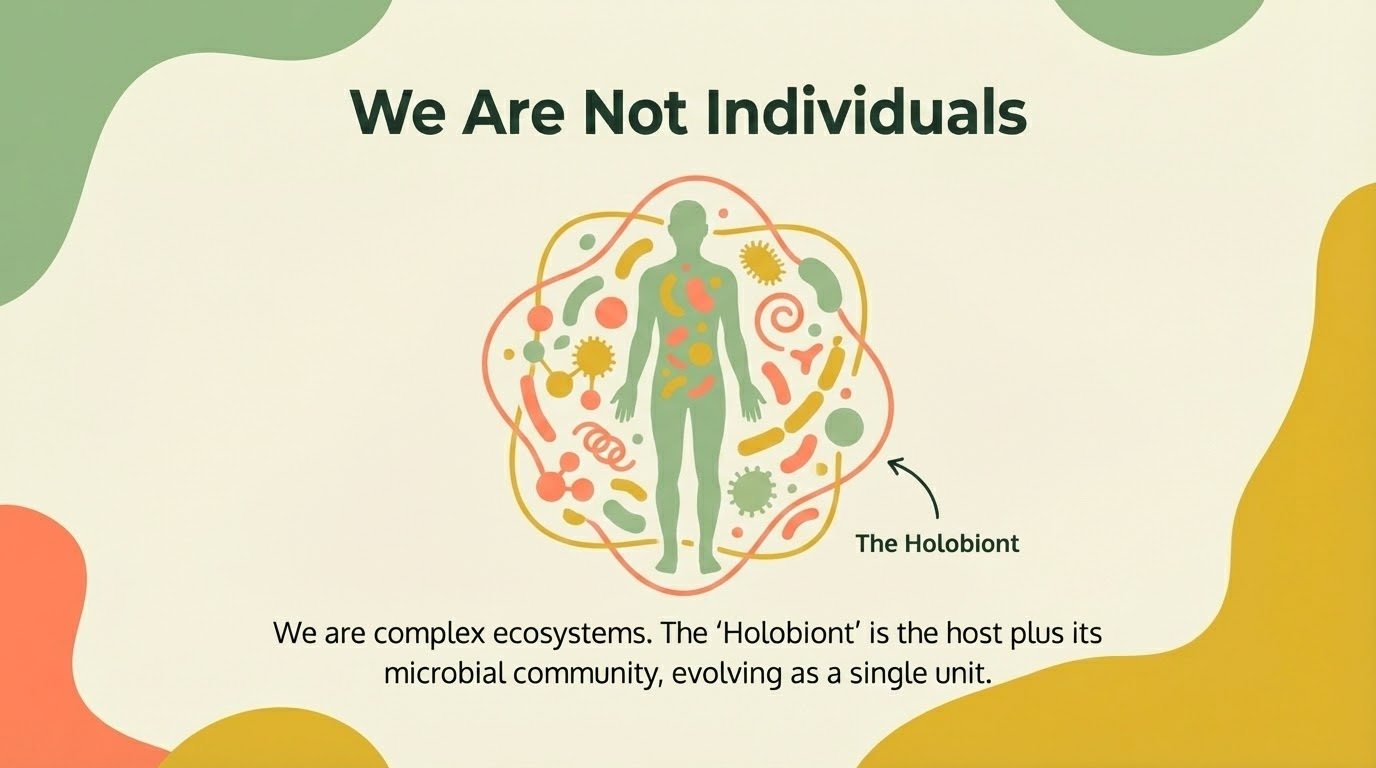 We Are Not Individuals
The Holobiont
We are complex ecosystems. The ‘Holobiont’ is the host plus its
microbial community, evolving as a single unit.